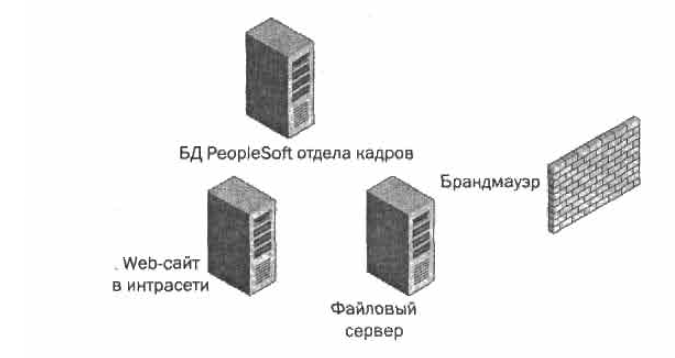 БД PeopleSoft отдела кадров
Брандмауэр
Web-сайт
в интрасети
Файловый
сервер